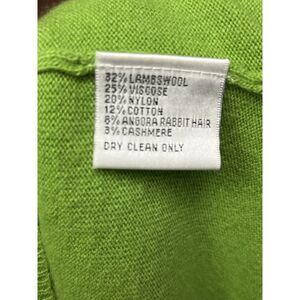 32% LAMBSWOOL
25% VISCOSE
20% NYLON
12% COTTON
8% ANGORA RABBIT HAIR
3% CASHMERE
DRY CLEAN ONLY